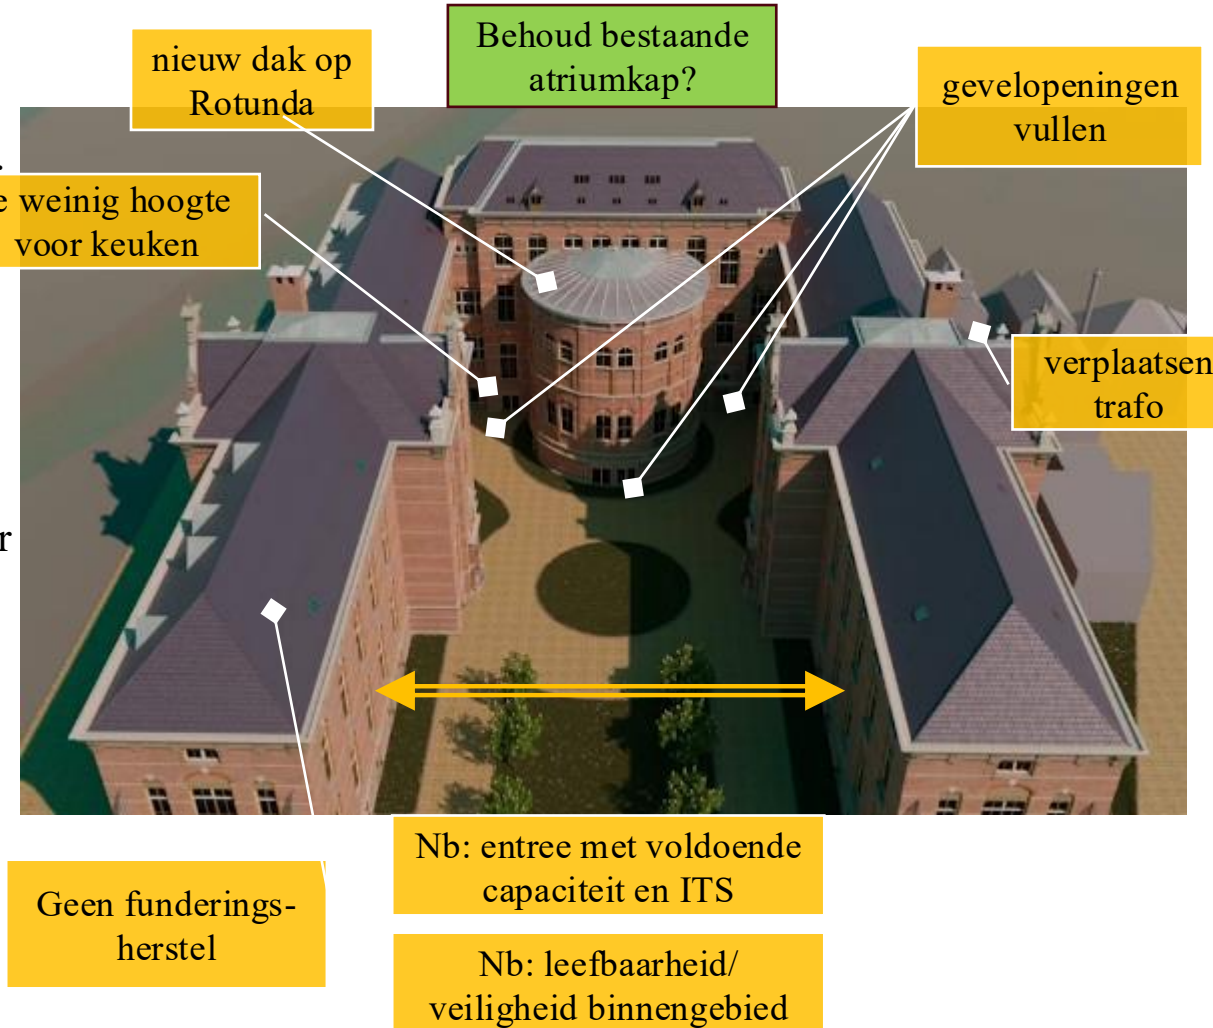 nieuw dak op
Rotunda
Behoud bestaande
atriumkap?
gevelopeningen
vullen
weinig hoogte
voor keuken
verplaatsen
trafo
Geen funderings-
herstel
Nb: entree met voldoende
capaciteit en ITS
Nb: leefbaarheid/
veiligheid binnengebied